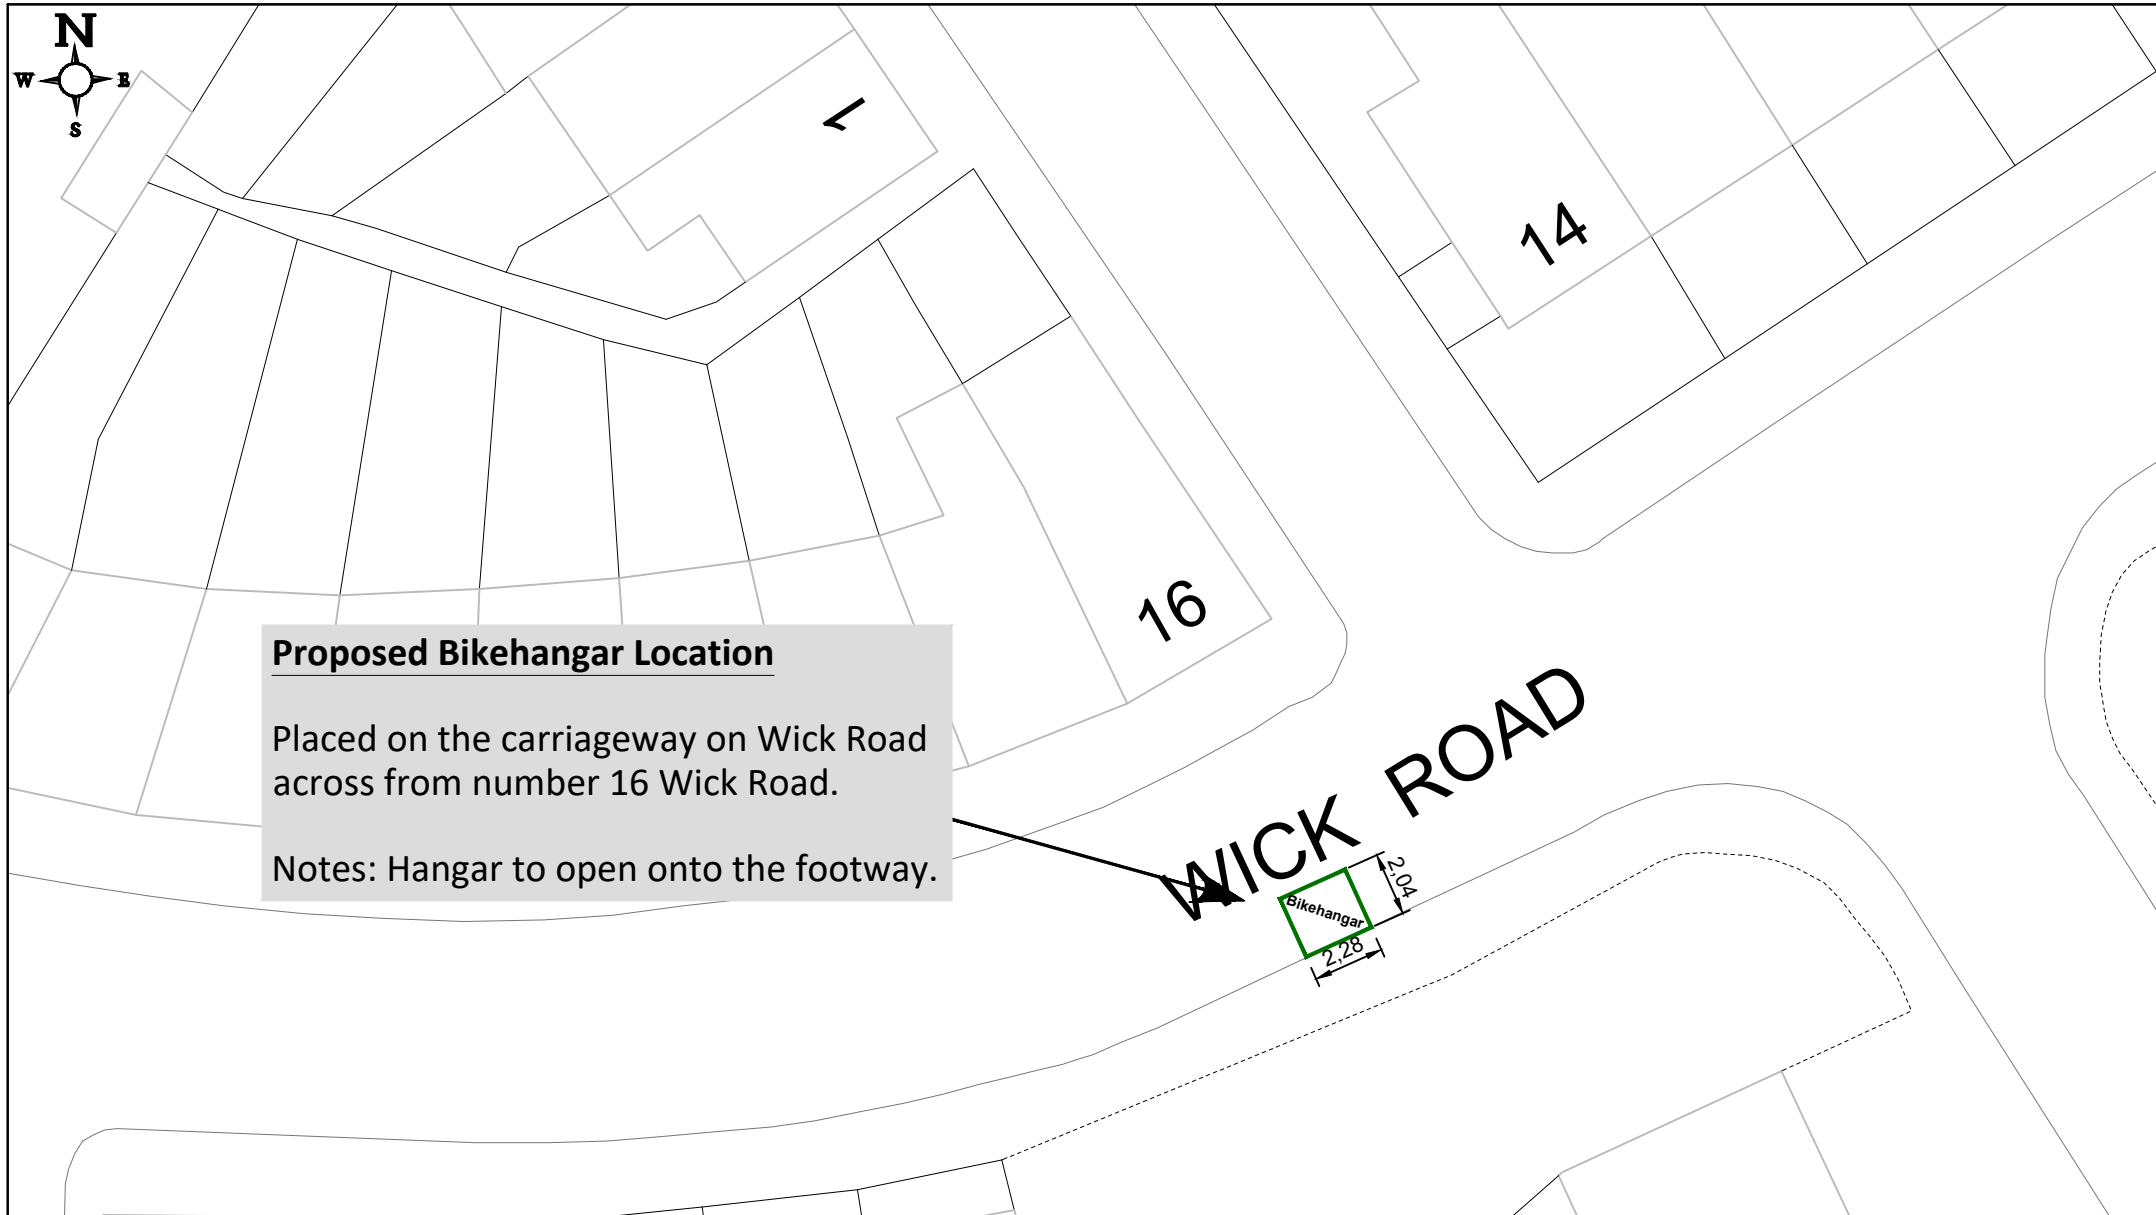 N
W E
S
1
14
16
Proposed Bikehangar Location
Placed on the carriageway on Wick Road
across from number 16 Wick Road.
Notes: Hangar to open onto the footway.
WICK ROAD
Bikehangar
2,04
2,28